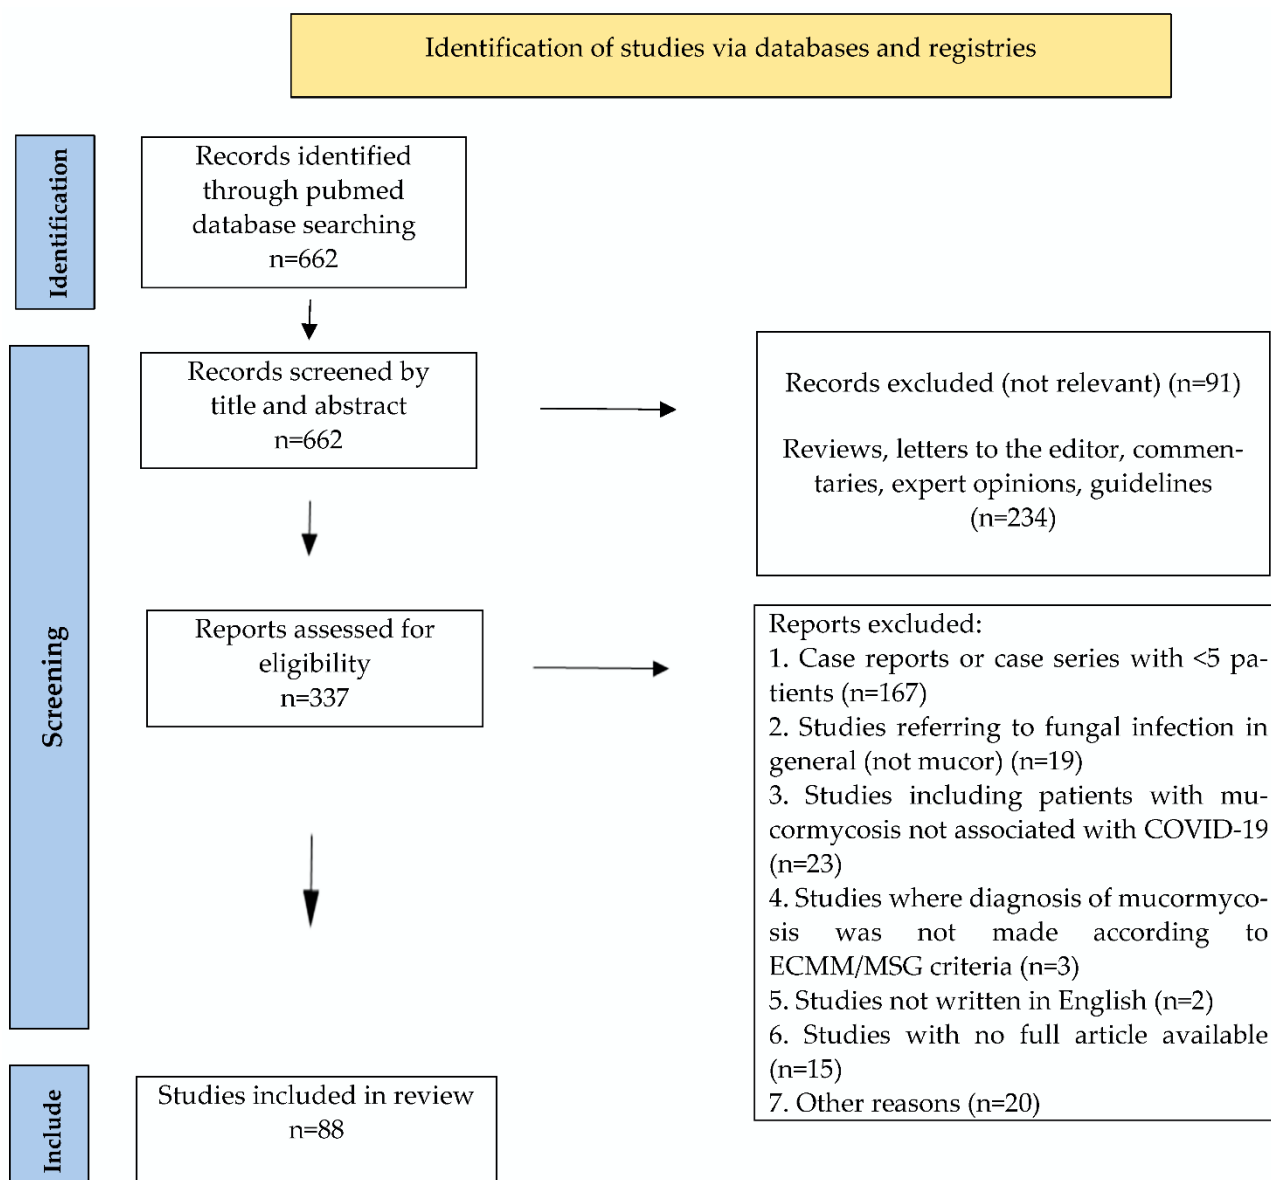 Identification of studies via databases and registries
Identification
Records identified
through pubmed
database searching
n=662
Screening
Records screened by
title and abstract
n=662
Records excluded (not relevant) (n=91)
Reviews, letters to the editor, commen-
taries, expert opinions, guidelines
(n=234)
Reports assessed for
eligibility
n=337
Reports excluded:
1. Case reports or case series with <5 pa-
tients (n=167)
2. Studies referring to fungal infection in
general (not mucor) (n=19)
3. Studies including patients with mu-
cormycosis not associated with COVID-19
(n=23)
4. Studies where diagnosis of mucormyco-
sis was not made according to
ECMM/MSG criteria (n=3)
5. Studies not written in English (n=2)
6. Studies with no full article available
(n=15)
7. Other reasons (n=20)
Include
Studies included in review
n=88